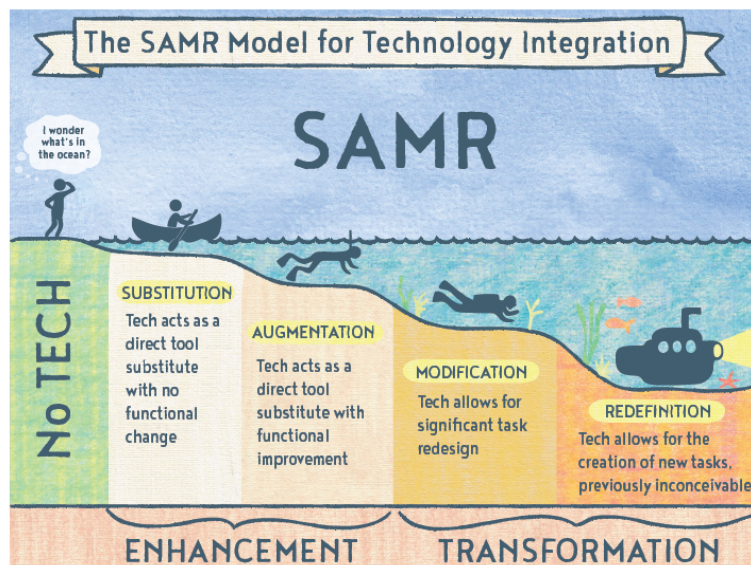 The SAMR Model for Technology Integration
SAMR
I wonder
what's in
the ocean?
No TECH
SUBSTITUTION
Tech acts as a
direct tool
substitute
with no
functional
change
AUGMENTATION
Tech acts as a
direct tool
substitute with
functional
improvement
MODIFICATION
Tech allows for
significant task
redesign
REDEFINITION
Tech allows for the
creation of new tasks,
previously inconceivable
ENHANCEMENT
TRANSFORMATION